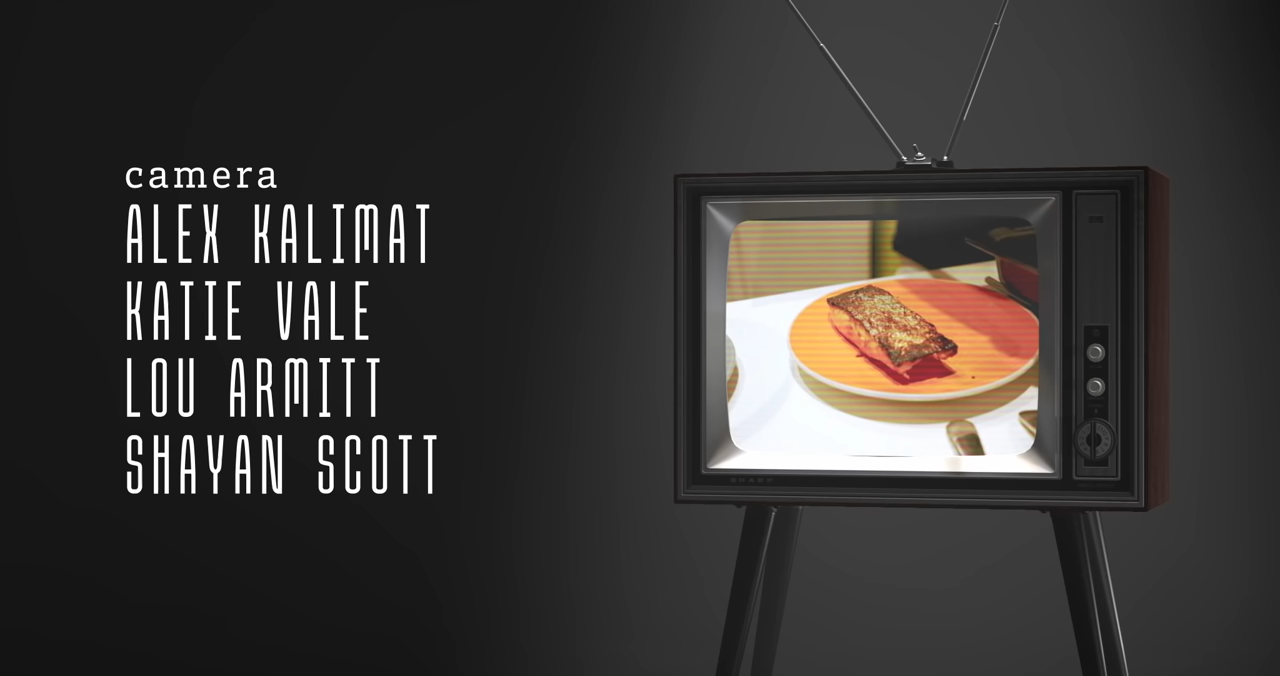 camera
ALEX KALIMAT
KATIE VALE
LOU ARMITT
SHAYAN SCOTT